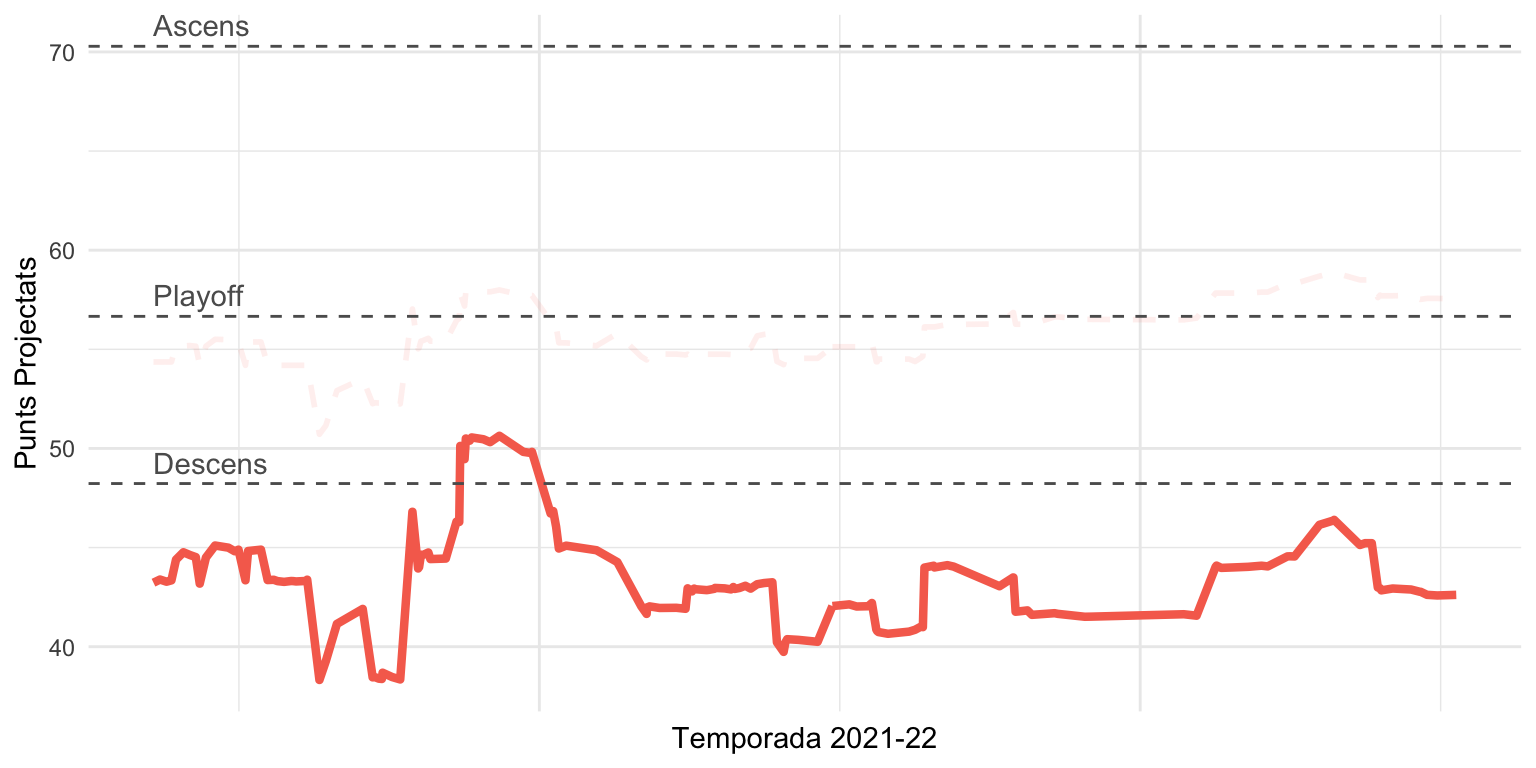 Ascens
70
60
Playoff
Punts Projectats
50
Descens
40
Temporada 2021-22